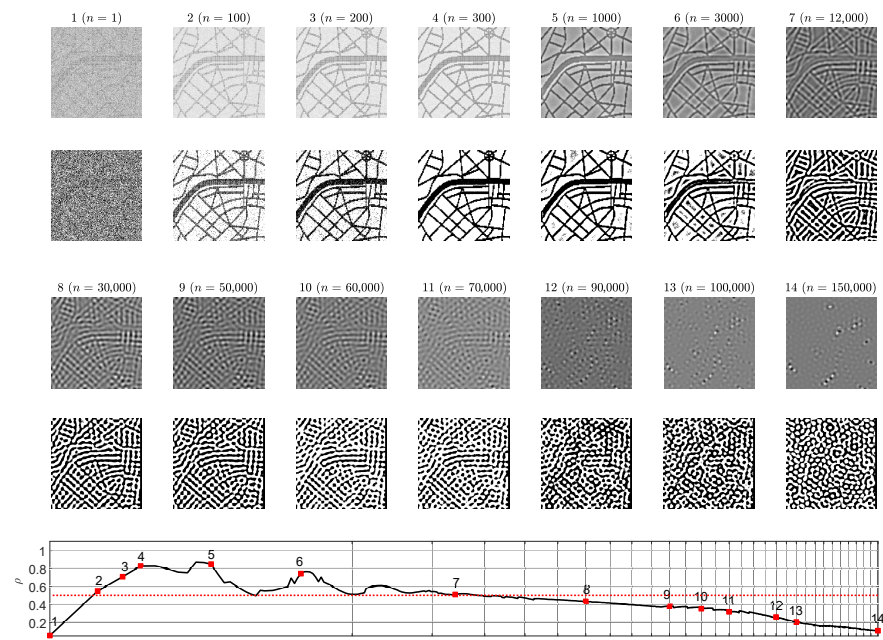 1 (n = 1) 2 (n = 100) 3 (n = 200) 4 (n = 300) 5 (n = 1000) 6 (n = 3000) 7 (n = 12,000)
8 (n = 30,000) 9 (n = 50,000) 10 (n = 60,000) 11 (n = 70,000) 12 (n = 90,000) 13 (n = 100,000) 14 (n = 150,000)
1
0.8
0.6
0.4
0.2
ρ
1 2 3 4 5 6 7 8 9 10 11 12 13 14